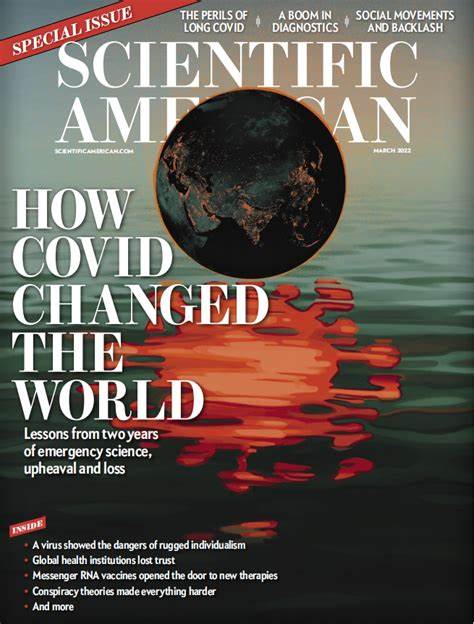 SPECIAL ISSUE
THE PERILS OF
LONG COVID
A BOOM IN
DIAGNOSTICS
SOCIAL MOVEMENTS
AND BACKLASH
SCIENTIFIC
AMERICAN
SCIENTIFICAMERICAN.COM
MARCH 2022
HOW
COVID
CHANGED
THE
WORLD
Lessons from two years
of emergency science,
upheaval and loss
INSIDE
• A virus showed the dangers of rugged individualism
• Global health institutions lost trust
• Messenger RNA vaccines opened the door to new therapies
• Conspiracy theories made everything harder
• And more